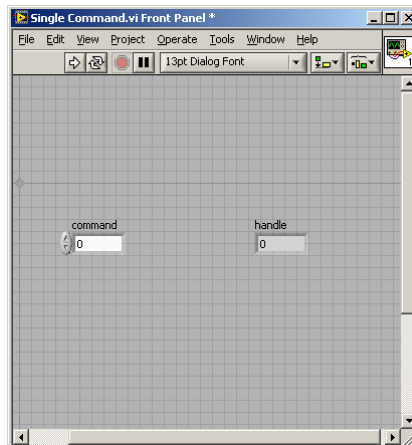 Single Command.vi Front Panel *
File Edit View Project Operate Tools Window Help
13pt Dialog Font
1
command
handle
0
0